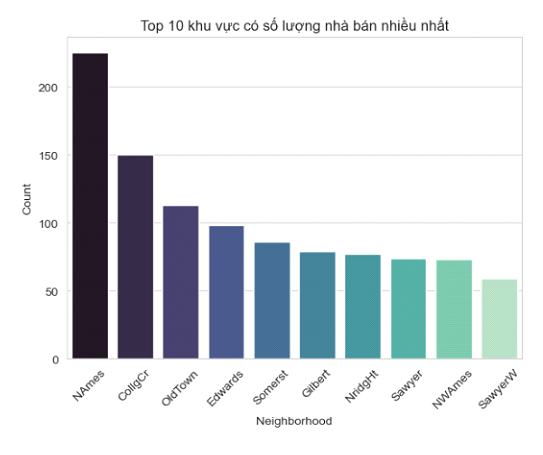 Top 10 khu vực có số lượng nhà bán nhiều nhất
Count
200
150
100
50
0
NAmes
CollgCr
OldTown
Edwards
Somerst
Gilbert
NridgHt
Sawyer
NWAmes
SawyerW
Neighborhood